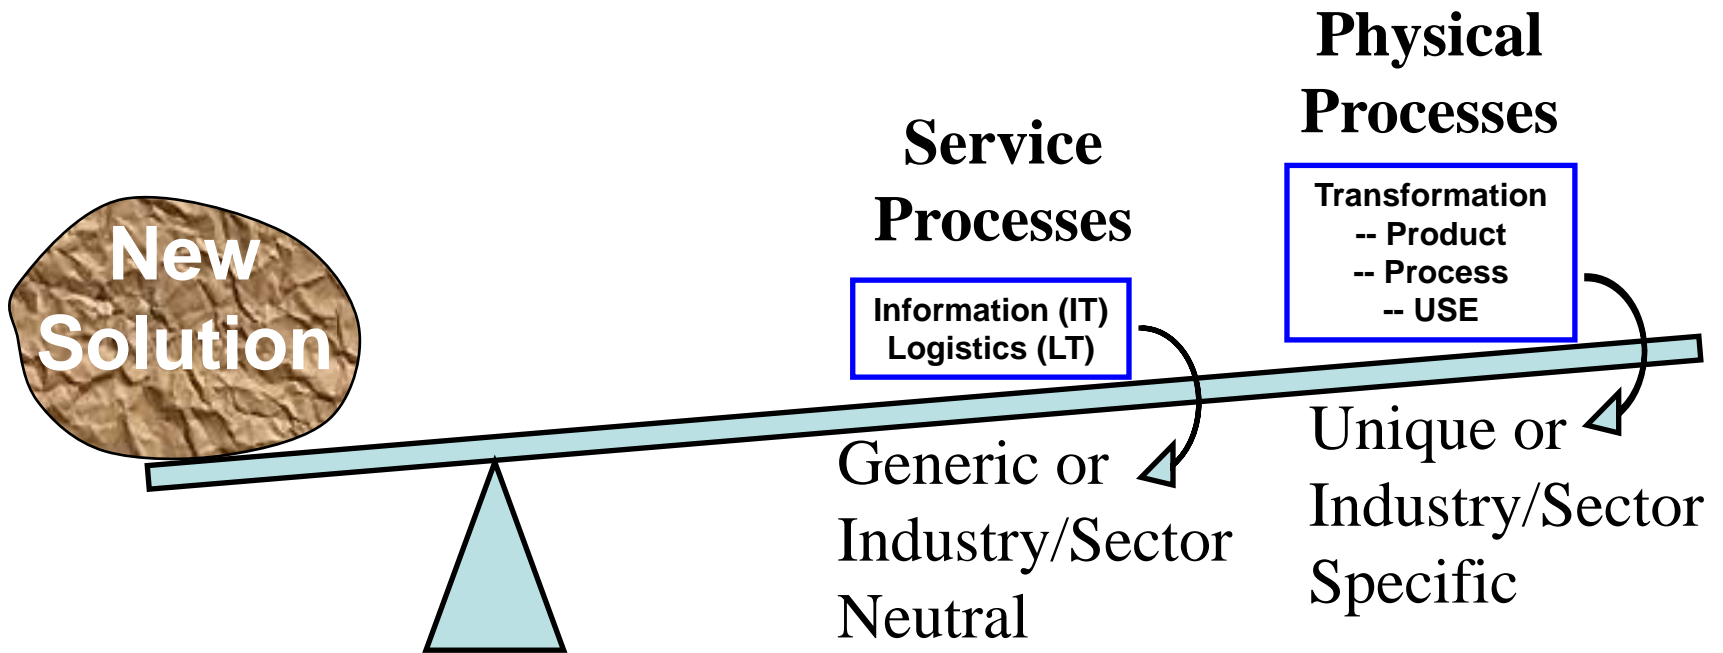 New
Solution
Service
Processes
Information (IT)
Logistics (LT)
Generic or
Industry/Sector
Neutral
Physical
Processes
Transformation
-- Product
-- Process
-- USE
Unique or
Industry/Sector
Specific